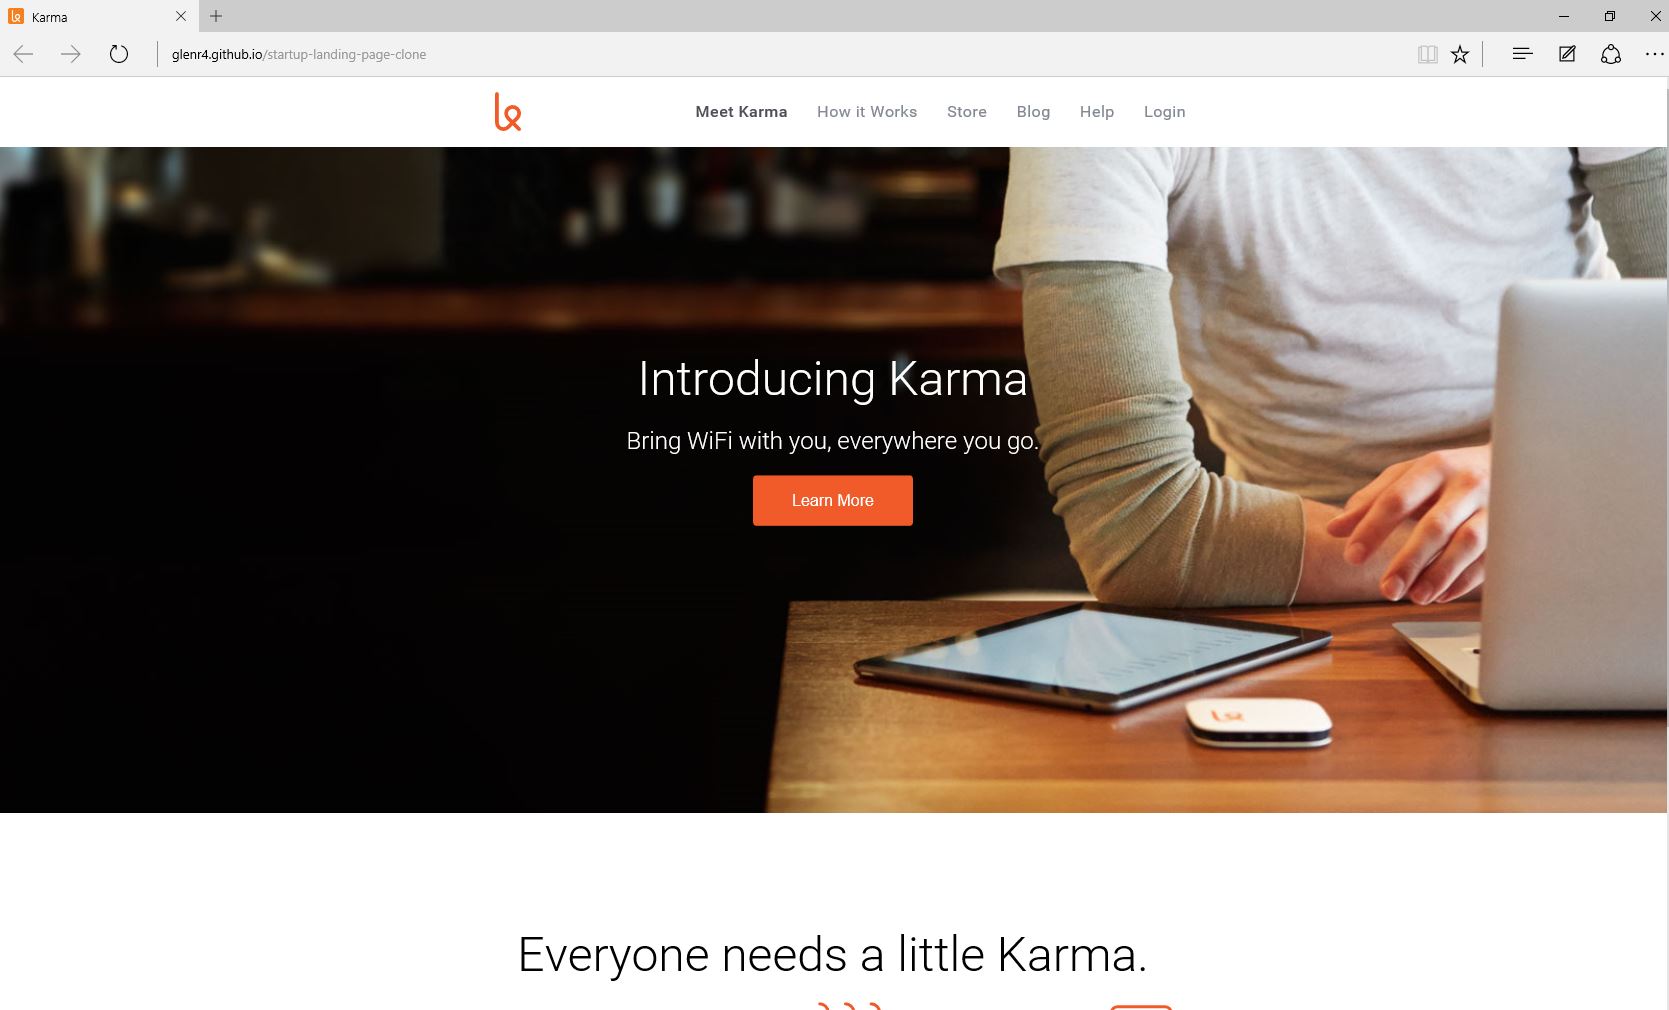 Karma
glenr4.github.io/startup-landing-page-clone
Meet Karma How it Works Store Blog Help Login
Introducing Karma
Bring WiFi with you, everywhere you go.
Learn More
Everyone needs a little Karma.